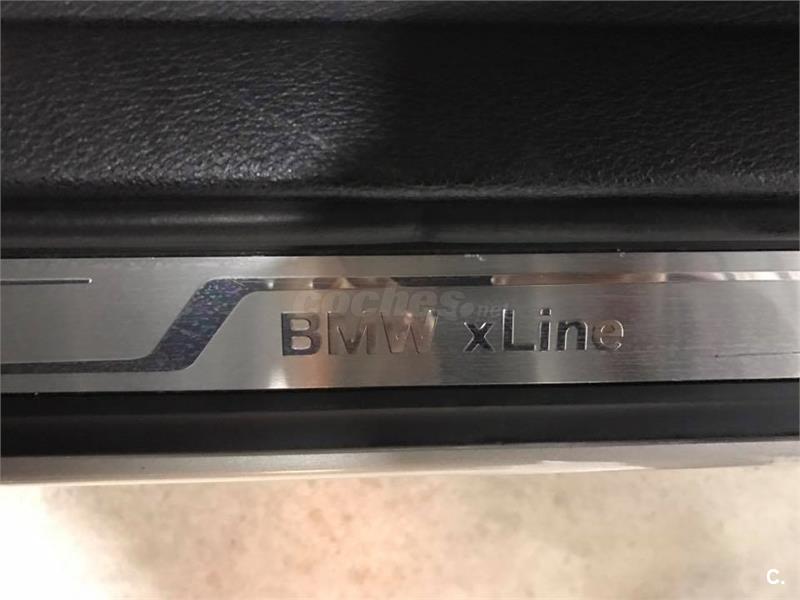 coches.net
BMW xLine
c.